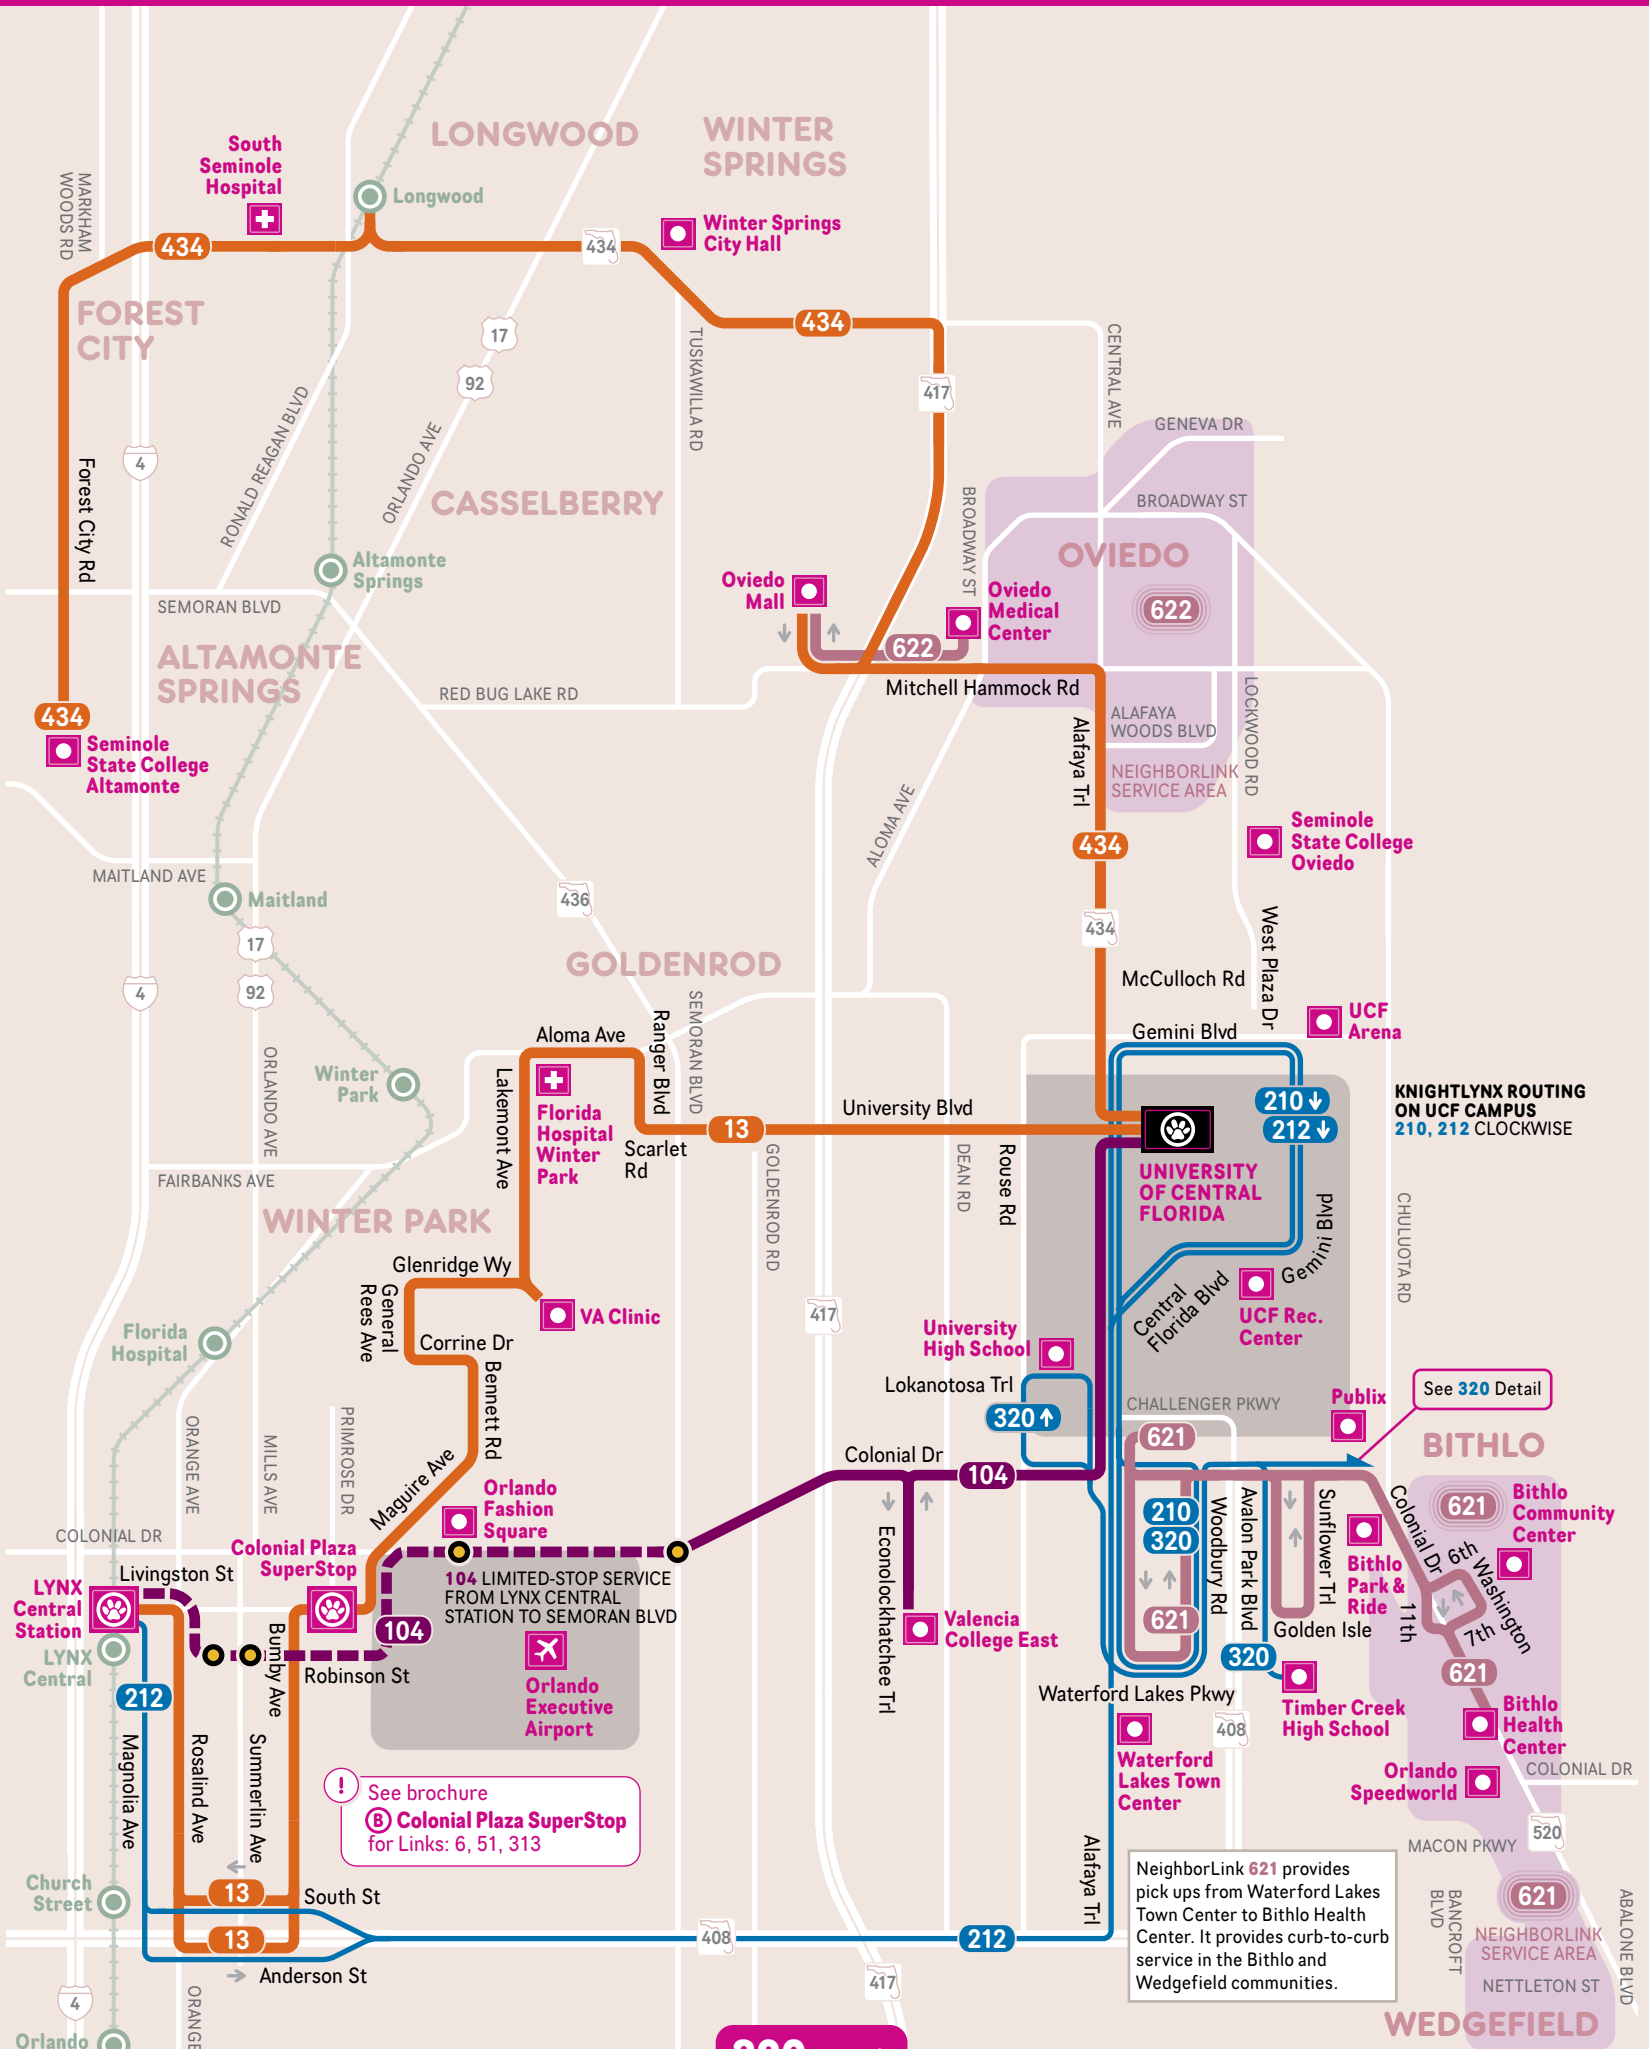 LONGWOOD
WINTER
SPRINGS
South
Seminole
Hospital
MARKHAM
WOODS RD
Longwood
Winter Springs
City Hall
434
434
434
FOREST
CITY
17
92
TUSKAWILLA RD
417
CENTRAL AVE
GENEVA DR
RONALD REAGAN BLVD
ORLANDO AVE
4
Forest City Rd
CASSELBERRY
BROADWAY ST
BROADWAY ST
OVIEDO
Altamonte
Springs
SEMORAN BLVD
Oviedo
Mall
Oviedo
Medical
Center
622
622
ALTAMONTE
SPRINGS
RED BUG LAKE RD
Mitchell Hammock Rd
434
Seminole
State College
Altamonte
Alafaya Trl
ALAFAYA
WOODS BLVD
LOCKWOOD RD
NEIGHBORLINK
SERVICE AREA
ALOMA AVE
434
Seminole
State College
Oviedo
MAITLAND AVE
Maitland
436
434
17
92
4
GOLDENROD
McCulloch Rd
West Plaza Dr
UCF
Arena
Aloma Ave
Ranger Blvd
SEMORAN BLVD
Gemini Blvd
ORLANDO AVE
Winter
Park
Lakemont Ave
Florida
Hospital
Winter
Park
University Blvd
13
Scarlet
Rd
210
212
KNIGHTLYNX ROUTING
ON UCF CAMPUS
210, 212 CLOCKWISE
FAIRBANKS AVE
GOLDENROD RD
DEAN RD
Rouse Rd
UNIVERSITY
OF CENTRAL
FLORIDA
Gemini Blvd
CHULUOTA RD
WINTER PARK
Glenridge Wy
General
Rees Ave
VA Clinic
417
Central
Florida Blvd
UCF Rec.
Center
Florida
Hospital
Corrine Dr
Bennett Rd
University
High School
Lokanotosa Trl
320
CHALLENGER PKWY
Publix
See 320 Detail
ORANGE AVE
MILLS AVE
PRIMROSE DR
Maguire Ave
621
BITHLO
Colonial Dr
104
Orlando
Fashion
Square
COLONIAL DR
Colonial Plaza
SuperStop
210
320
Woodbury Rd
Avalon Park Blvd
Sunflower Trl
Colonial Dr
621
Bithlo
Community
Center
6th
Washington
11th
7th
Bithlo
Park &
Ride
Livingston St
LYNX
Central
Station
104 LIMITED-STOP SERVICE
FROM LYNX CENTRAL
STATION TO SEMORAN BLVD
104
Econolockhatchee Trl
Valencia
College East
621
Golden Isle
LYNX
Central
Bumby Ave
Robinson St
Orlando
Executive
Airport
320
621
212
Waterford Lakes Pkwy
Timber Creek
High School
Bithlo
Health
Center
408
Waterford
Lakes Town
Center
Orlando
Speedworld
COLONIAL DR
Magnolia Ave
Rosalind Ave
Summerlin Ave
!
See brochure
B Colonial Plaza SuperStop
for Links: 6, 51, 313
520
MACON PKWY
Alafaya Trl
NeighborLink 621 provides
pick ups from Waterford Lakes
Town Center to Bithlo Health
Center. It provides curb-to-curb
service in the Bithlo and
Wedgefield communities.
Church
Street
13
South St
621
BANCROFT
BLVD
ABALONE BLVD
13
408
212
NEIGHBORLINK
SERVICE AREA
Anderson St
417
NETTLETON ST
4
ORANGE
WEDGEFIELD
Orlando